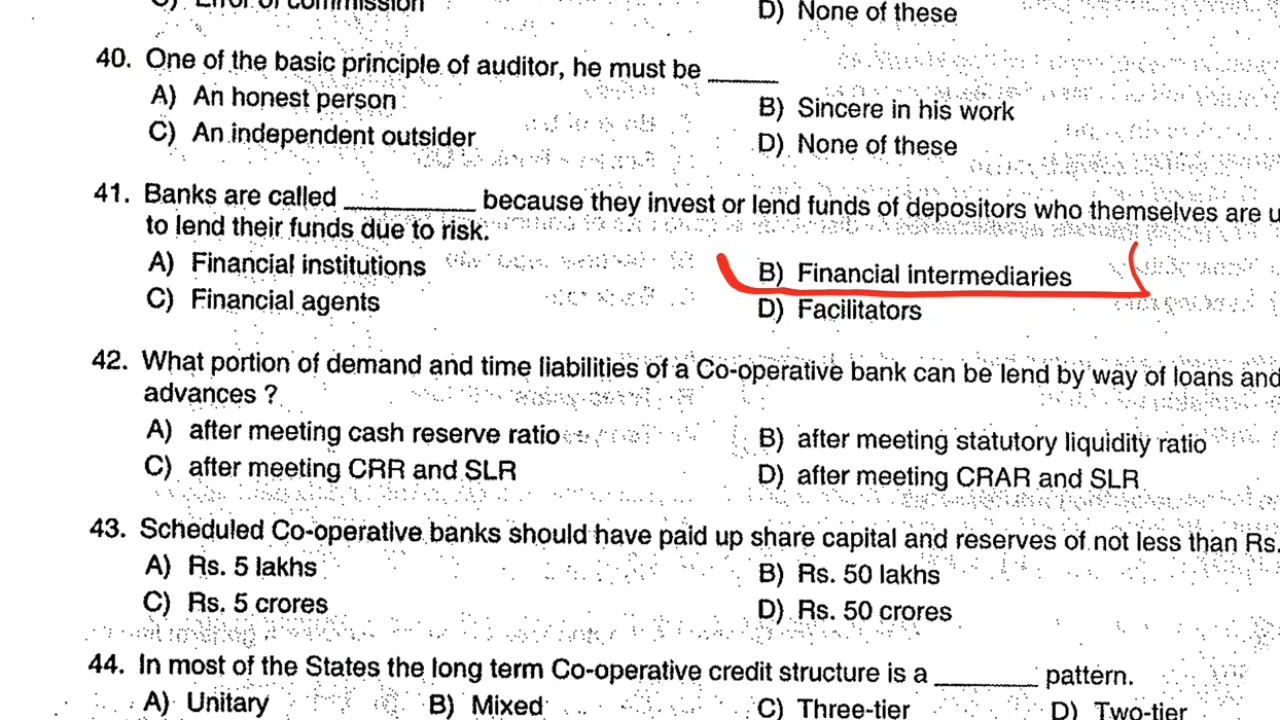 C) Error of commission
D) None of these
40. One of the basic principle of auditor, he must be ______
A) An honest person
B) Sincere in his work
C) An independent outsider
D) None of these
41. Banks are called __________ because they invest or lend funds of depositors who themselves are u
to lend their funds due to risk.
A) Financial institutions
B) Financial intermediaries
C) Financial agents
D) Facilitators
42. What portion of demand and time liabilities of a Co-operative bank can be lend by way of loans and
advances ?
A) after meeting cash reserve ratio
B) after meeting statutory liquidity ratio
C) after meeting CRR and SLR
D) after meeting CRAR and SLR
43. Scheduled Co-operative banks should have paid up share capital and reserves of not less than Rs.
A) Rs. 5 lakhs
B) Rs. 50 lakhs
C) Rs. 5 crores
D) Rs. 50 crores
44. In most of the States the long term Co-operative credit structure is a ________ pattern.
A) Unitary
B) Mixed
C) Three-tier
D) Two-tier